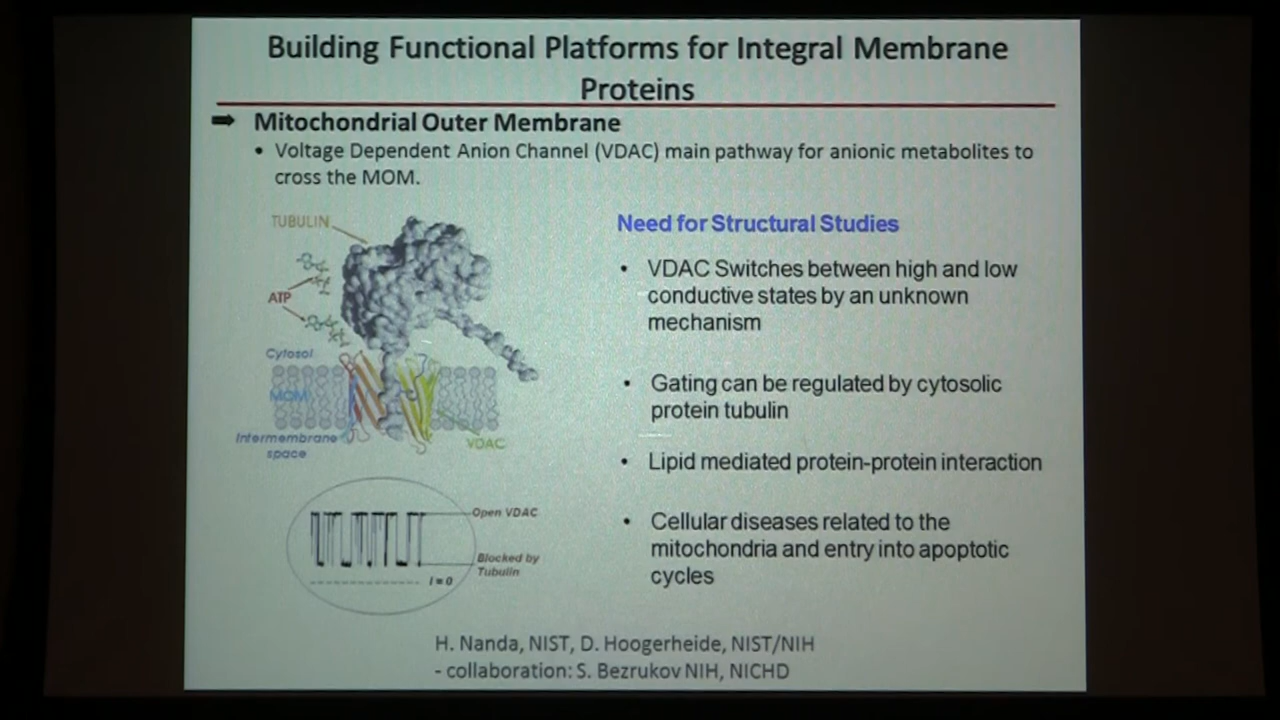 Building Functional Platforms for Integral Membrane
Proteins
Mitochondrial Outer Membrane
• Voltage Dependent Anion Channel (VDAC) main pathway for anionic metabolites to
cross the MOM.
TUBULIN
ATP
Cytosol
MOM
Intermembrane
space
VDAC
Open VDAC
Blocked by
Tubulin
I = 0
Need for Structural Studies
• VDAC Switches between high and low
conductive states by an unknown
mechanism
• Gating can be regulated by cytosolic
protein tubulin
• Lipid mediated protein-protein interaction
• Cellular diseases related to the
mitochondria and entry into apoptotic
cycles
H. Nanda, NIST, D. Hoogerheide, NIST/NIH
- collaboration: S. Bezrukov NIH, NICHD